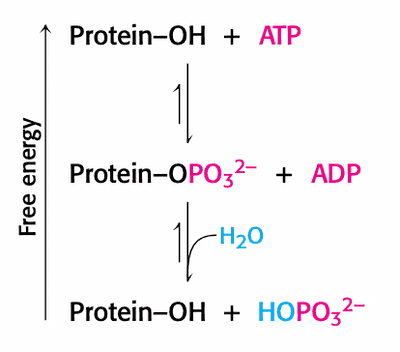 Protein–OH + ATP
Free energy
Protein–OPO₃²⁻ + ADP
H₂O
Protein–OH + HOPO₃²⁻